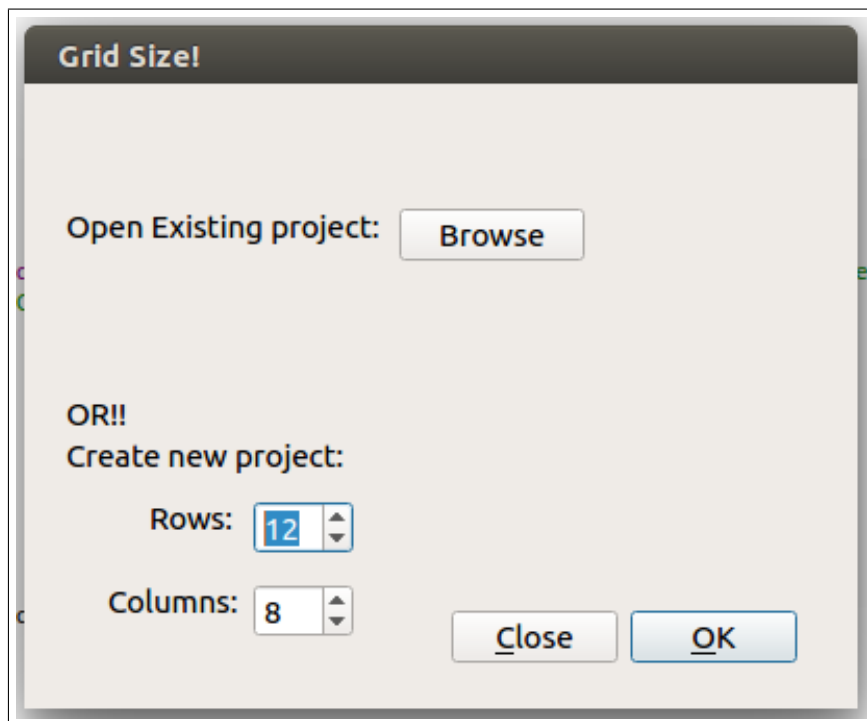 Grid Size!
Open Existing project: Browse
OR!!
Create new project:
Rows: 12
Columns: 8
Close OK